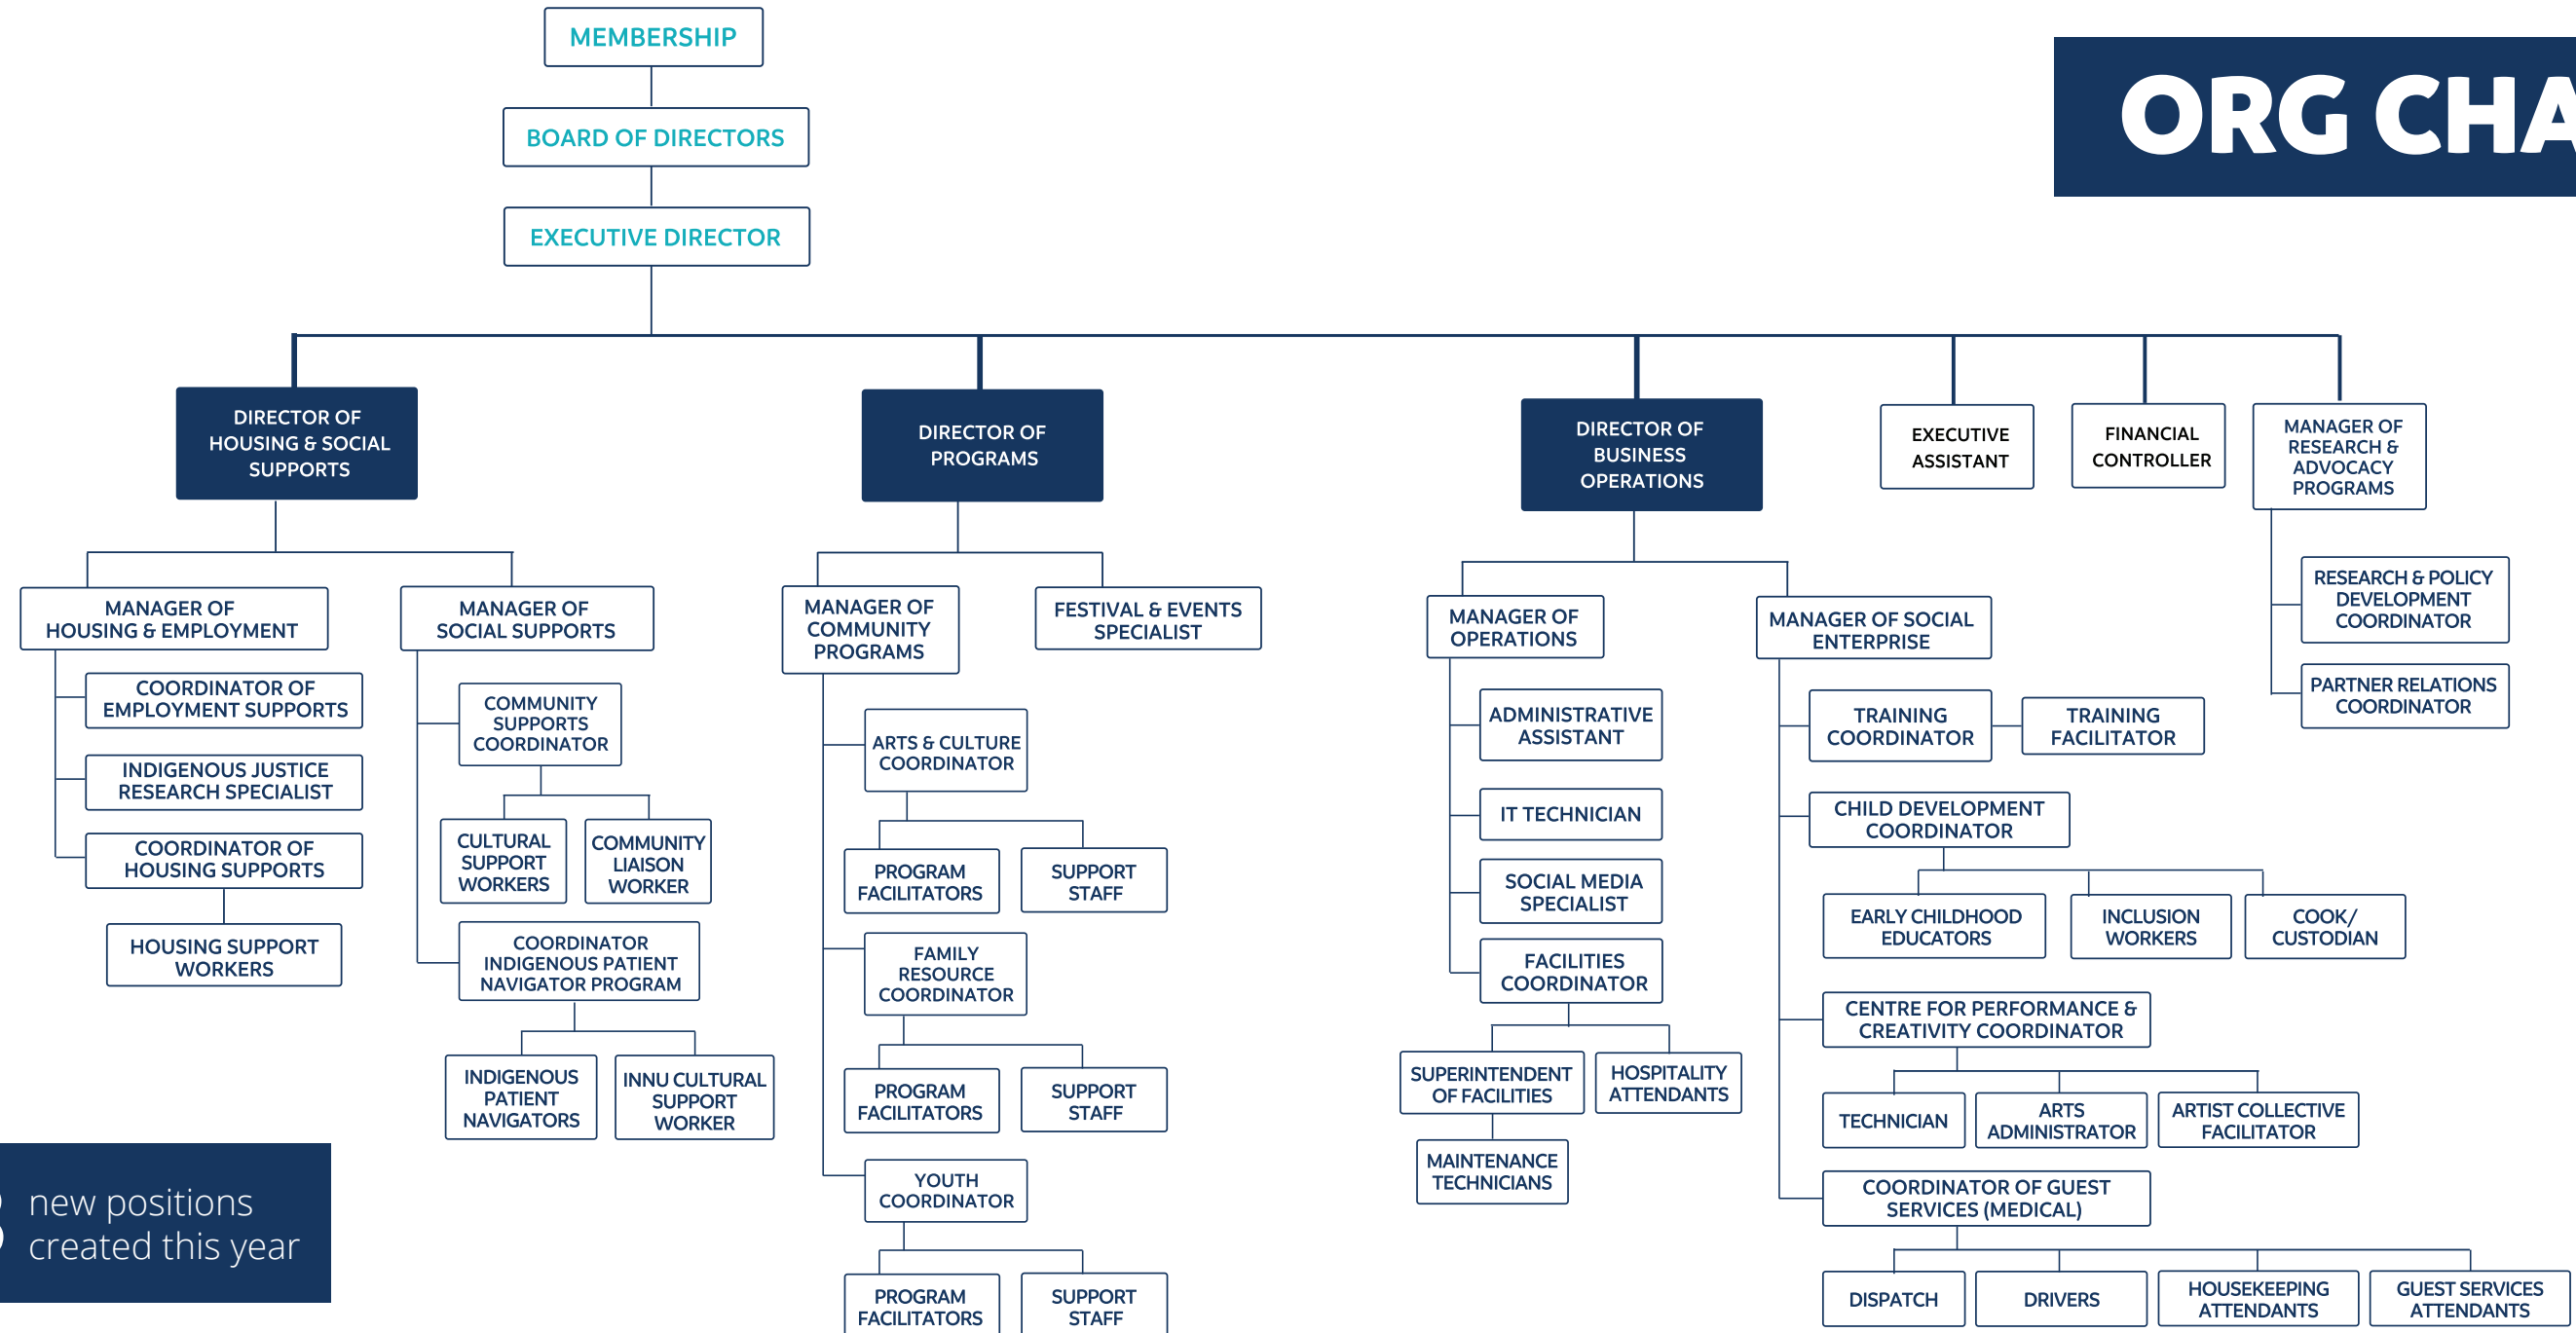 MEMBERSHIP
BOARD OF DIRECTORS
EXECUTIVE DIRECTOR
ORG CHA
DIRECTOR OF
HOUSING & SOCIAL
SUPPORTS
MANAGER OF
HOUSING & EMPLOYMENT
COORDINATOR OF
EMPLOYMENT SUPPORTS
INDIGENOUS JUSTICE
RESEARCH SPECIALIST
COORDINATOR OF
HOUSING SUPPORTS
HOUSING SUPPORT
WORKERS
MANAGER OF
SOCIAL SUPPORTS
COMMUNITY
SUPPORTS
COORDINATOR
CULTURAL
SUPPORT
WORKERS
COMMUNITY
LIAISON
WORKER
COORDINATOR
INDIGENOUS PATIENT
NAVIGATOR PROGRAM
INDIGENOUS
PATIENT
NAVIGATORS
INNU CULTURAL
SUPPORT
WORKER
DIRECTOR OF
PROGRAMS
MANAGER OF
COMMUNITY
PROGRAMS
FESTIVAL & EVENTS
SPECIALIST
ARTS & CULTURE
COORDINATOR
PROGRAM
FACILITATORS
SUPPORT
STAFF
FAMILY
RESOURCE
COORDINATOR
PROGRAM
FACILITATORS
SUPPORT
STAFF
YOUTH
COORDINATOR
PROGRAM
FACILITATORS
SUPPORT
STAFF
DIRECTOR OF
BUSINESS
OPERATIONS
MANAGER OF
OPERATIONS
ADMINISTRATIVE
ASSISTANT
IT TECHNICIAN
SOCIAL MEDIA
SPECIALIST
FACILITIES
COORDINATOR
SUPERINTENDENT
OF FACILITIES
HOSPITALITY
ATTENDANTS
MAINTENANCE
TECHNICIANS
MANAGER OF SOCIAL
ENTERPRISE
TRAINING
COORDINATOR
TRAINING
FACILITATOR
CHILD DEVELOPMENT
COORDINATOR
EARLY CHILDHOOD
EDUCATORS
INCLUSION
WORKERS
COOK/
CUSTODIAN
CENTRE FOR PERFORMANCE &
CREATIVITY COORDINATOR
TECHNICIAN
ARTS
ADMINISTRATOR
ARTIST COLLECTIVE
FACILITATOR
COORDINATOR OF GUEST
SERVICES (MEDICAL)
DISPATCH
DRIVERS
HOUSEKEEPING
ATTENDANTS
GUEST SERVICES
ATTENDANTS
EXECUTIVE
ASSISTANT
FINANCIAL
CONTROLLER
MANAGER OF
RESEARCH &
ADVOCACY
PROGRAMS
RESEARCH & POLICY
DEVELOPMENT
COORDINATOR
PARTNER RELATIONS
COORDINATOR
new positions
created this year